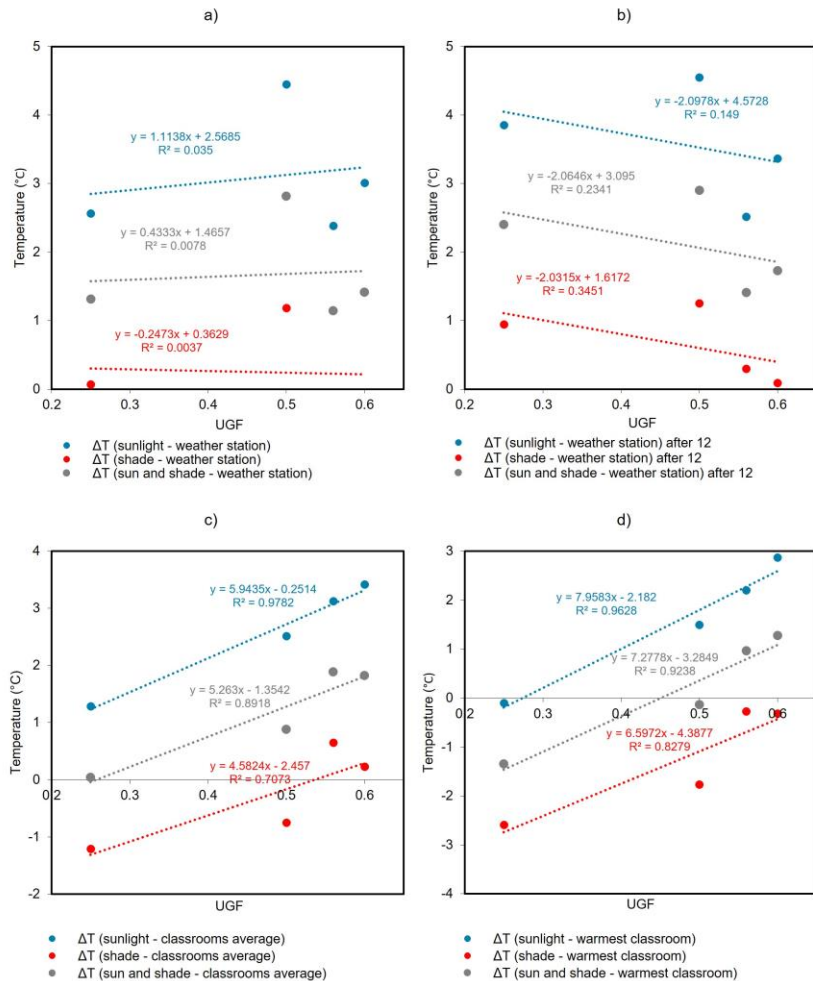 a)
5
4
3
2
1
0
0.2
0.3
0.4
0.5
0.6
Temperature (°C)
UGF
y = 1.1138x + 2.5685
R² = 0.035
y = 0.4333x + 1.4657
R² = 0.0078
y = -0.2473x + 0.3629
R² = 0.0037
ΔT (sunlight - weather station)
ΔT (shade - weather station)
ΔT (sun and shade - weather station)
b)
5
4
3
2
1
0
0.2
0.3
0.4
0.5
0.6
Temperature (°C)
UGF
y = -2.0978x + 4.5728
R² = 0.149
y = -2.0646x + 3.095
R² = 0.2341
y = -2.0315x + 1.6172
R² = 0.3451
ΔT (sunlight - weather station) after 12
ΔT (shade - weather station) after 12
ΔT (sun and shade - weather station) after 12
c)
4
3
2
1
0
-1
-2
0.2
0.3
0.4
0.5
0.6
Temperature (°C)
UGF
y = 5.9435x - 0.2514
R² = 0.9782
y = 5.263x - 1.3542
R² = 0.8918
y = 4.5824x - 2.457
R² = 0.7073
ΔT (sunlight - classrooms average)
ΔT (shade - classrooms average)
ΔT (sun and shade - classrooms average)
d)
3
2
1
0
-1
-2
-3
-4
0.2
0.3
0.4
0.5
0.6
Temperature (°C)
UGF
y = 7.9583x - 2.182
R² = 0.9628
y = 7.2778x - 3.2849
R² = 0.9238
y = 6.5972x - 4.3877
R² = 0.8279
ΔT (sunlight - warmest classroom)
ΔT (shade - warmest classroom)
ΔT (sun and shade - warmest classroom)